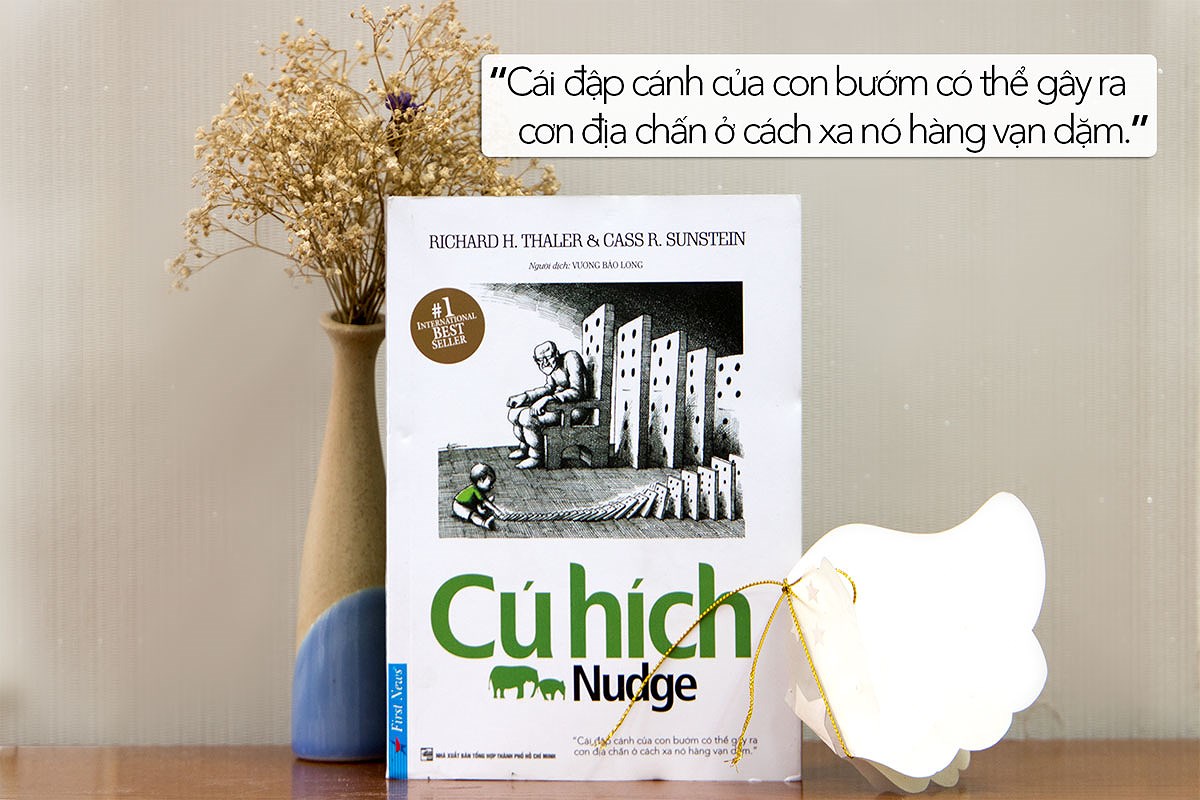 “Cái đập cánh của con bướm có thể gây ra
cơn địa chấn ở cách xa nó hàng vạn dặm.”
RICHARD H. THALER & CASS R. SUNSTEIN
Người dịch: VƯƠNG BẢO LONG
#1
INTERNATIONAL
BEST
SELLER
Cú hích
Nudge
First News
NHÀ XUẤT BẢN TỔNG HỢP THÀNH PHỐ HỒ CHÍ MINH
“Cái đập cánh của con bướm có thể gây ra
cơn địa chấn ở cách xa nó hàng vạn dặm.”